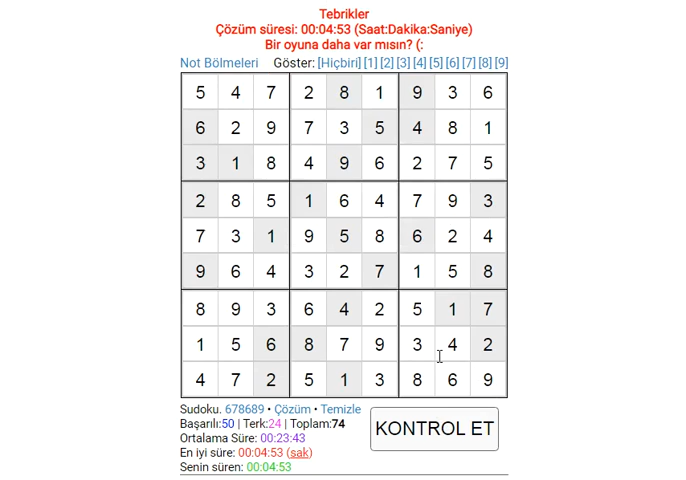 Tebrikler
Çözüm süresi: 00:04:53 (Saat:Dakika:Saniye)
Bir oyuna daha var mısın? (:
Not Bölmeleri Göster: [Hiçbiri] [1] [2] [3] [4] [5] [6] [7] [8] [9]
5 4 7 2 8 1 9 3 6
6 2 9 7 3 5 4 8 1
3 1 8 4 9 6 2 7 5
2 8 5 1 6 4 7 9 3
7 3 1 9 5 8 6 2 4
9 6 4 3 2 7 1 5 8
8 9 3 6 4 2 5 1 7
1 5 6 8 7 9 3 4 2
4 7 2 5 1 3 8 6 9
Sudoku. 678689 • Çözüm • Temizle
Başarılı:50 | Terk:24 | Toplam:74
Ortalama Süre: 00:23:43
En iyi süre: 00:04:53 (sak)
Senin süren: 00:04:53
KONTROL ET